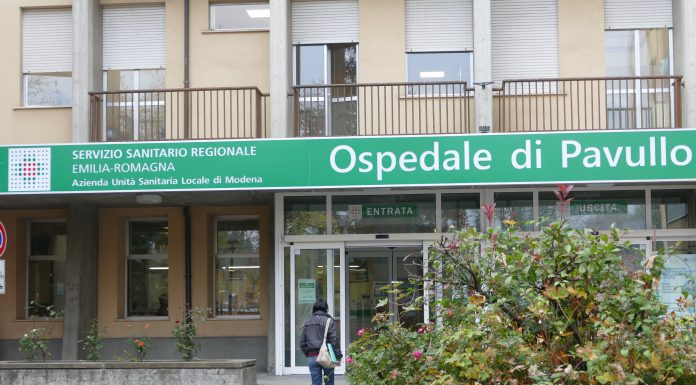 SERVIZIO SANITARIO REGIONALE
EMILIA-ROMAGNA
Azienda Unità Sanitaria Locale di Modena
Ospedale di Pavullo
ENTRATA
USCITA